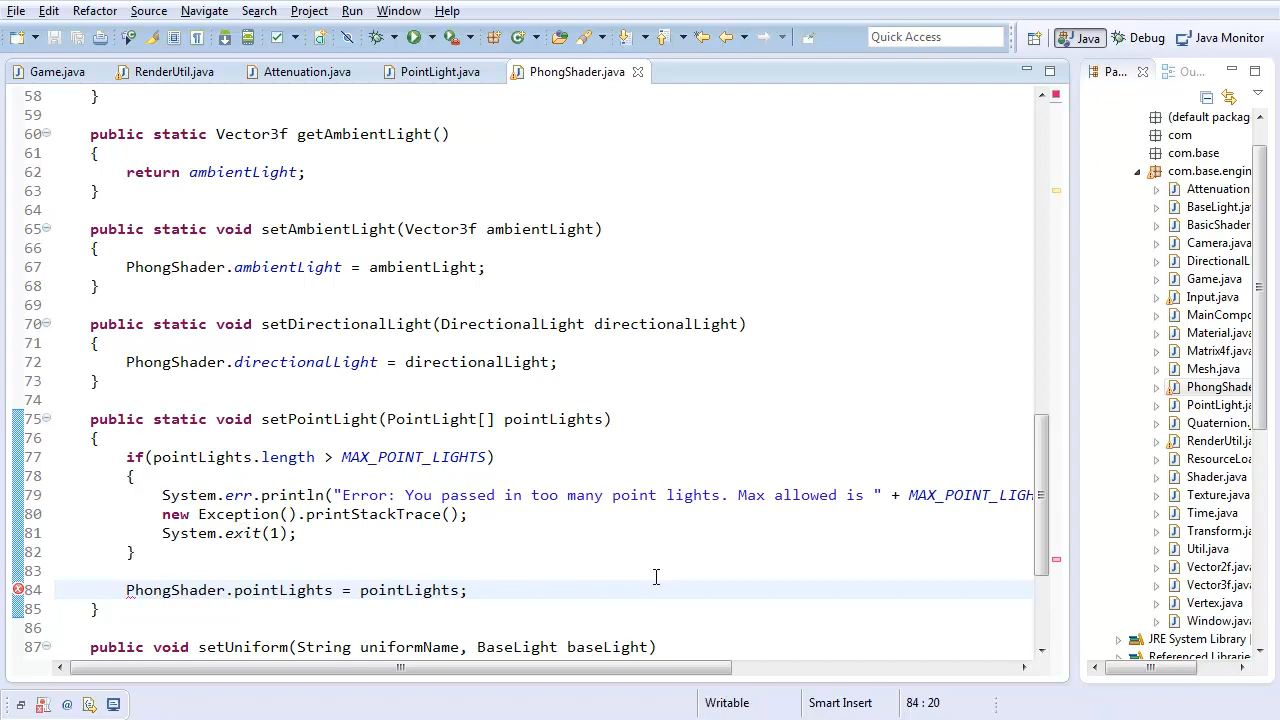 File Edit Refactor Source Navigate Search Project Run Window Help
Quick Access Java Debug Java Monitor
Game.java RenderUtil.java Attenuation.java PointLight.java PhongShader.java Pa... Ou...
58 }
59
60 public static Vector3f getAmbientLight()
61 {
62 return ambientLight;
63 }
64
65 public static void setAmbientLight(Vector3f ambientLight)
66 {
67 PhongShader.ambientLight = ambientLight;
68 }
69
70 public static void setDirectionalLight(DirectionalLight directionalLight)
71 {
72 PhongShader.directionalLight = directionalLight;
73 }
74
75 public static void setPointLight(PointLight[] pointLights)
76 {
77 if(pointLights.length > MAX_POINT_LIGHTS)
78 {
79 System.err.println("Error: You passed in too many point lights. Max allowed is " + MAX_POINT_LIGH
80 new Exception().printStackTrace();
81 System.exit(1);
82 }
83
84 PhongShader.pointLights = pointLights;
85 }
86
87 public void setUniform(String uniformName, BaseLight baseLight)
(default packag
com
com.base
com.base.engin
Attenuation
BaseLight.ja
BasicShader
Camera.java
DirectionalL
Game.java
Input.java
MainCompo
Material.java
Matrix4f.java
Mesh.java
PhongShade
PointLight.ja
Quaternion.
RenderUtil.j
ResourceLoa
Shader.java
Texture.java
Time.java
Transform.ja
Util.java
Vector2f.java
Vector3f.java
Vertex.java
Window.java
JRE System Library
Referenced Libraries
Writable Smart Insert 84 : 20